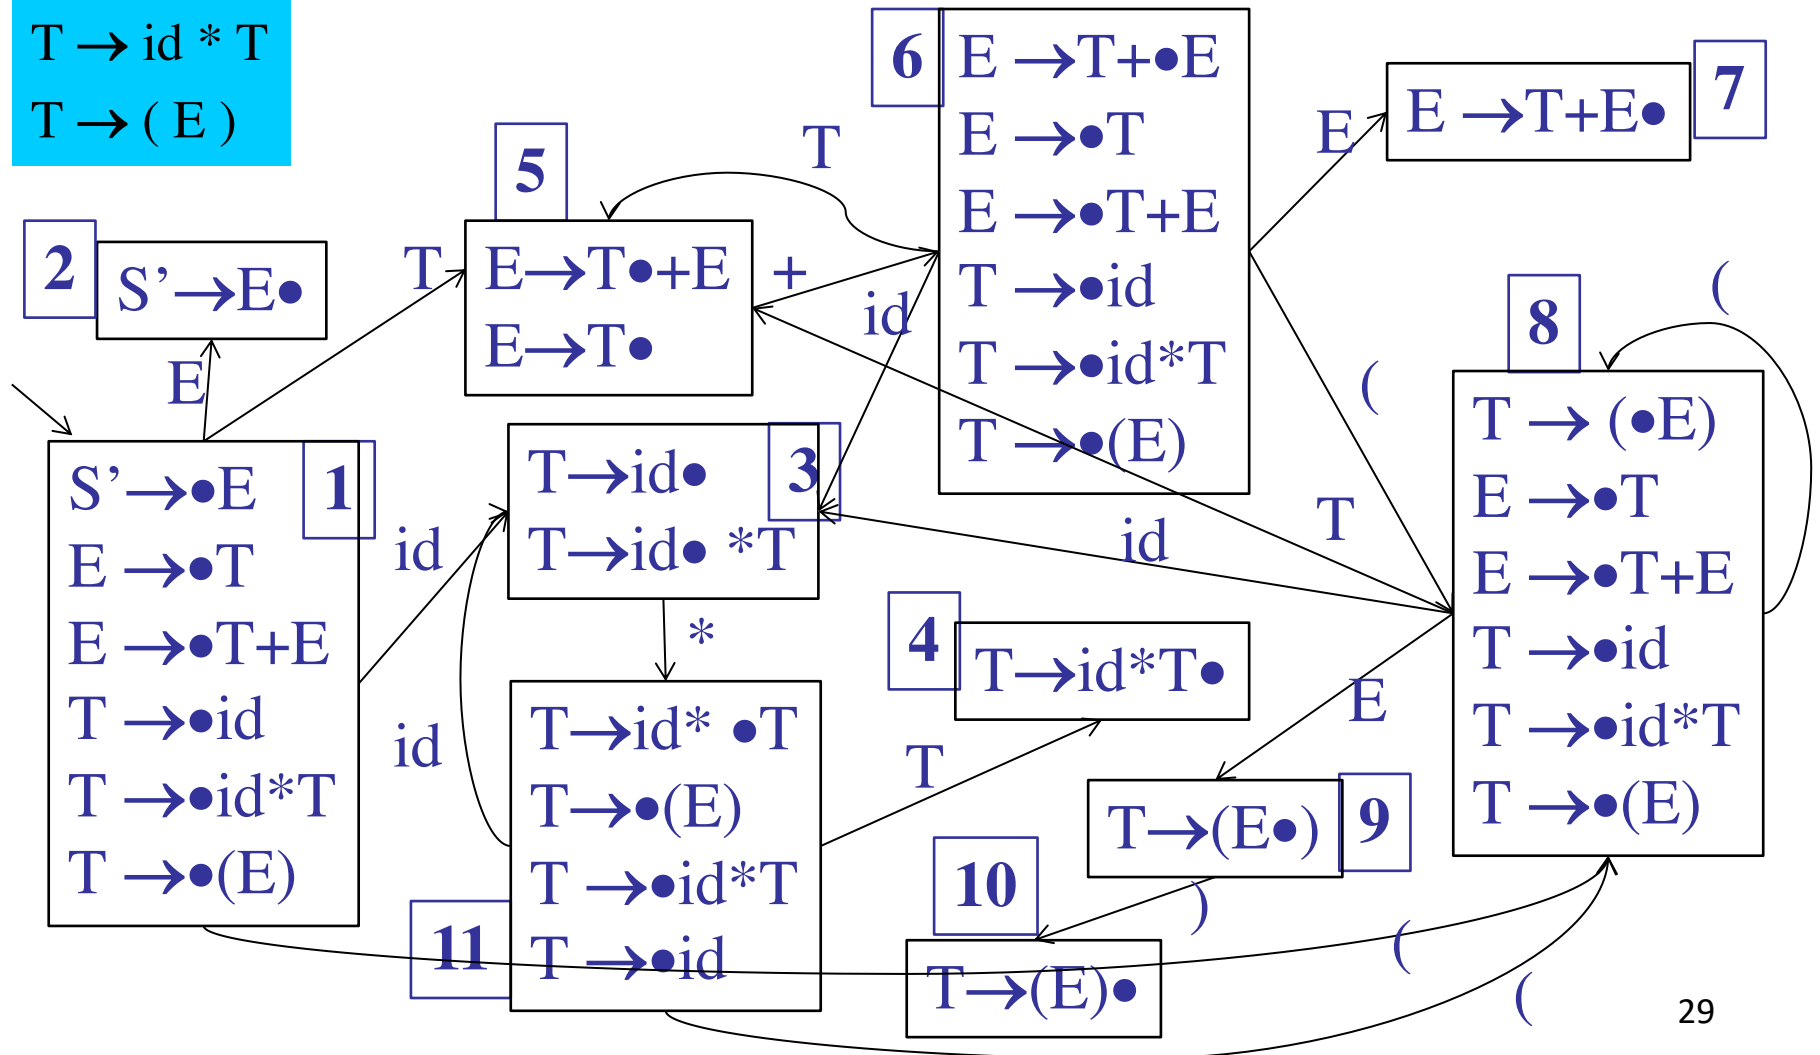 T → id * T
T → ( E )
2
S’→E●
E
1
S’→●E
E →●T
E →●T+E
T →●id
T →●id*T
T →●(E)
T
5
E→T●+E
E→T●
T
+
id
6
E →T+●E
E →●T
E →●T+E
T →●id
T →●id*T
T →●(E)
E
7
E →T+E●
(
id
3
T→id●
T→id● *T
*
id
11
T→id* ●T
T→●(E)
T →●id*T
T →●id
T
4
T→id*T●
id
T
8
T → (●E)
E →●T
E →●T+E
T →●id
T →●id*T
T →●(E)
(
E
9
T→(E●)
)
10
T→(E)●
(
(
29